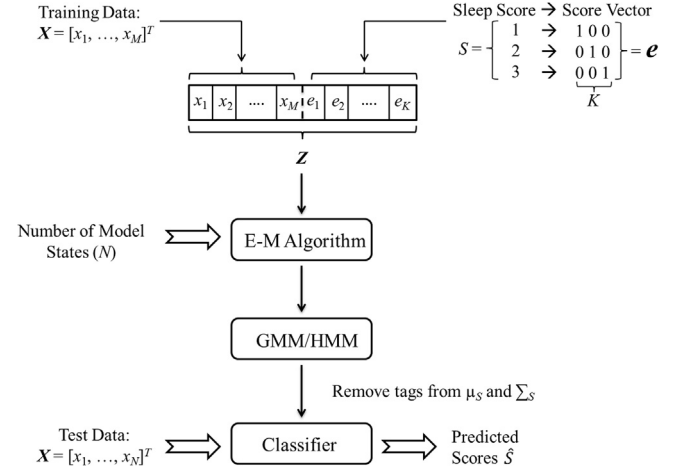 Training Data:
X = [x1, …, xM]^T
Sleep Score → Score Vector
S = 1 → 1 0 0
2 → 0 1 0 = e
3 → 0 0 1
K
x1 x2 .... xM e1 e2 .... eK
Z
Number of Model
States (N)
E-M Algorithm
GMM/HMM
Remove tags from μS and ∑S
Test Data:
X = [x1, …, xN]^T
Classifier
Predicted
Scores Ŝ